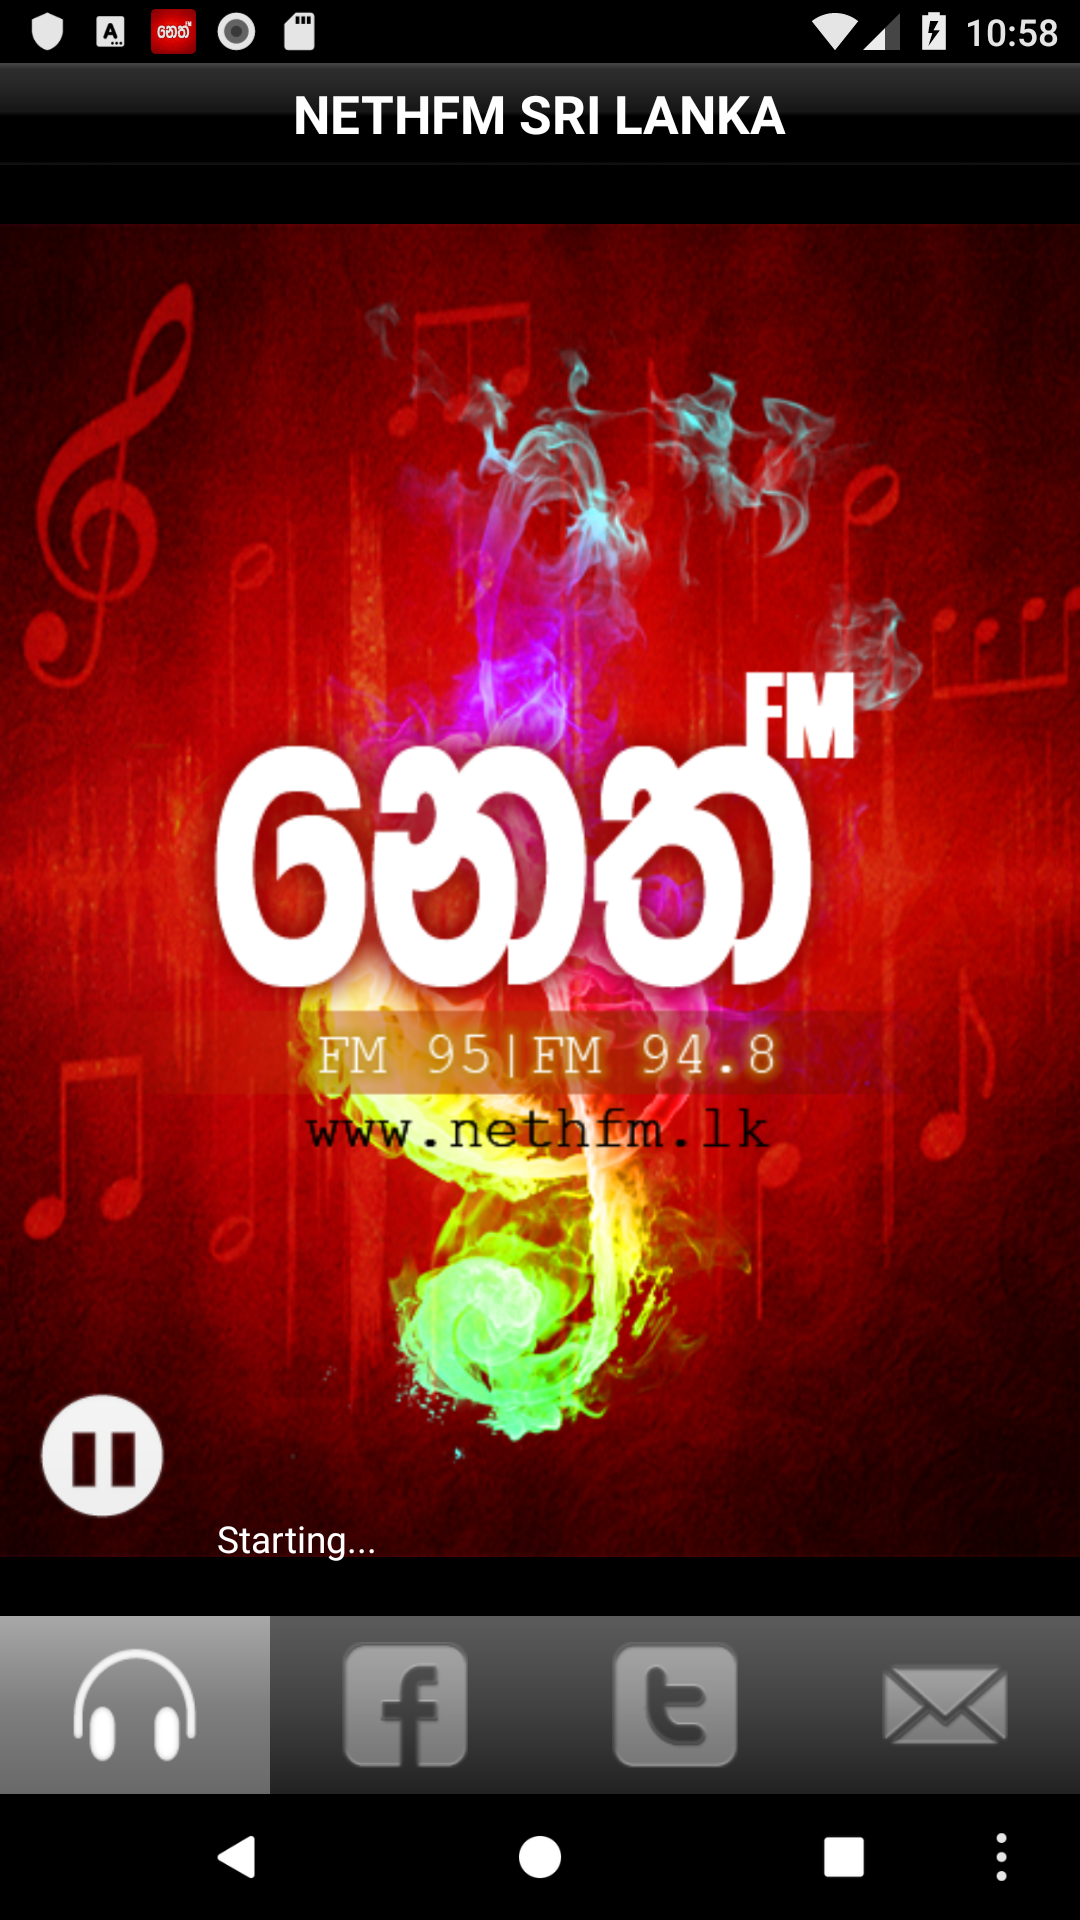 නෙත්
10:58
NETHFM SRI LANKA
FM
නෙත්
FM 95|FM 94.8
www.nethfm.lk
Starting...